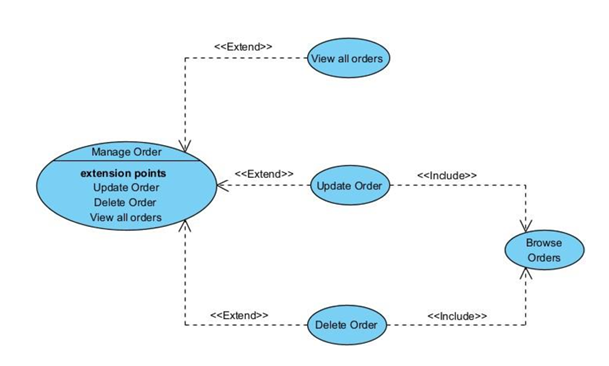 <<Extend>>
View all orders
Manage Order
extension points
Update Order
Delete Order
View all orders
<<Extend>>
Update Order
<<Include>>
Browse
Orders
<<Extend>>
Delete Order
<<Include>>